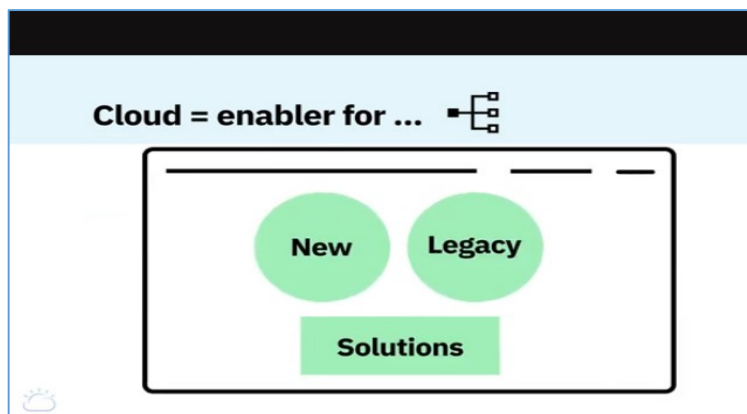 Cloud = enabler for ...
New
Legacy
Solutions